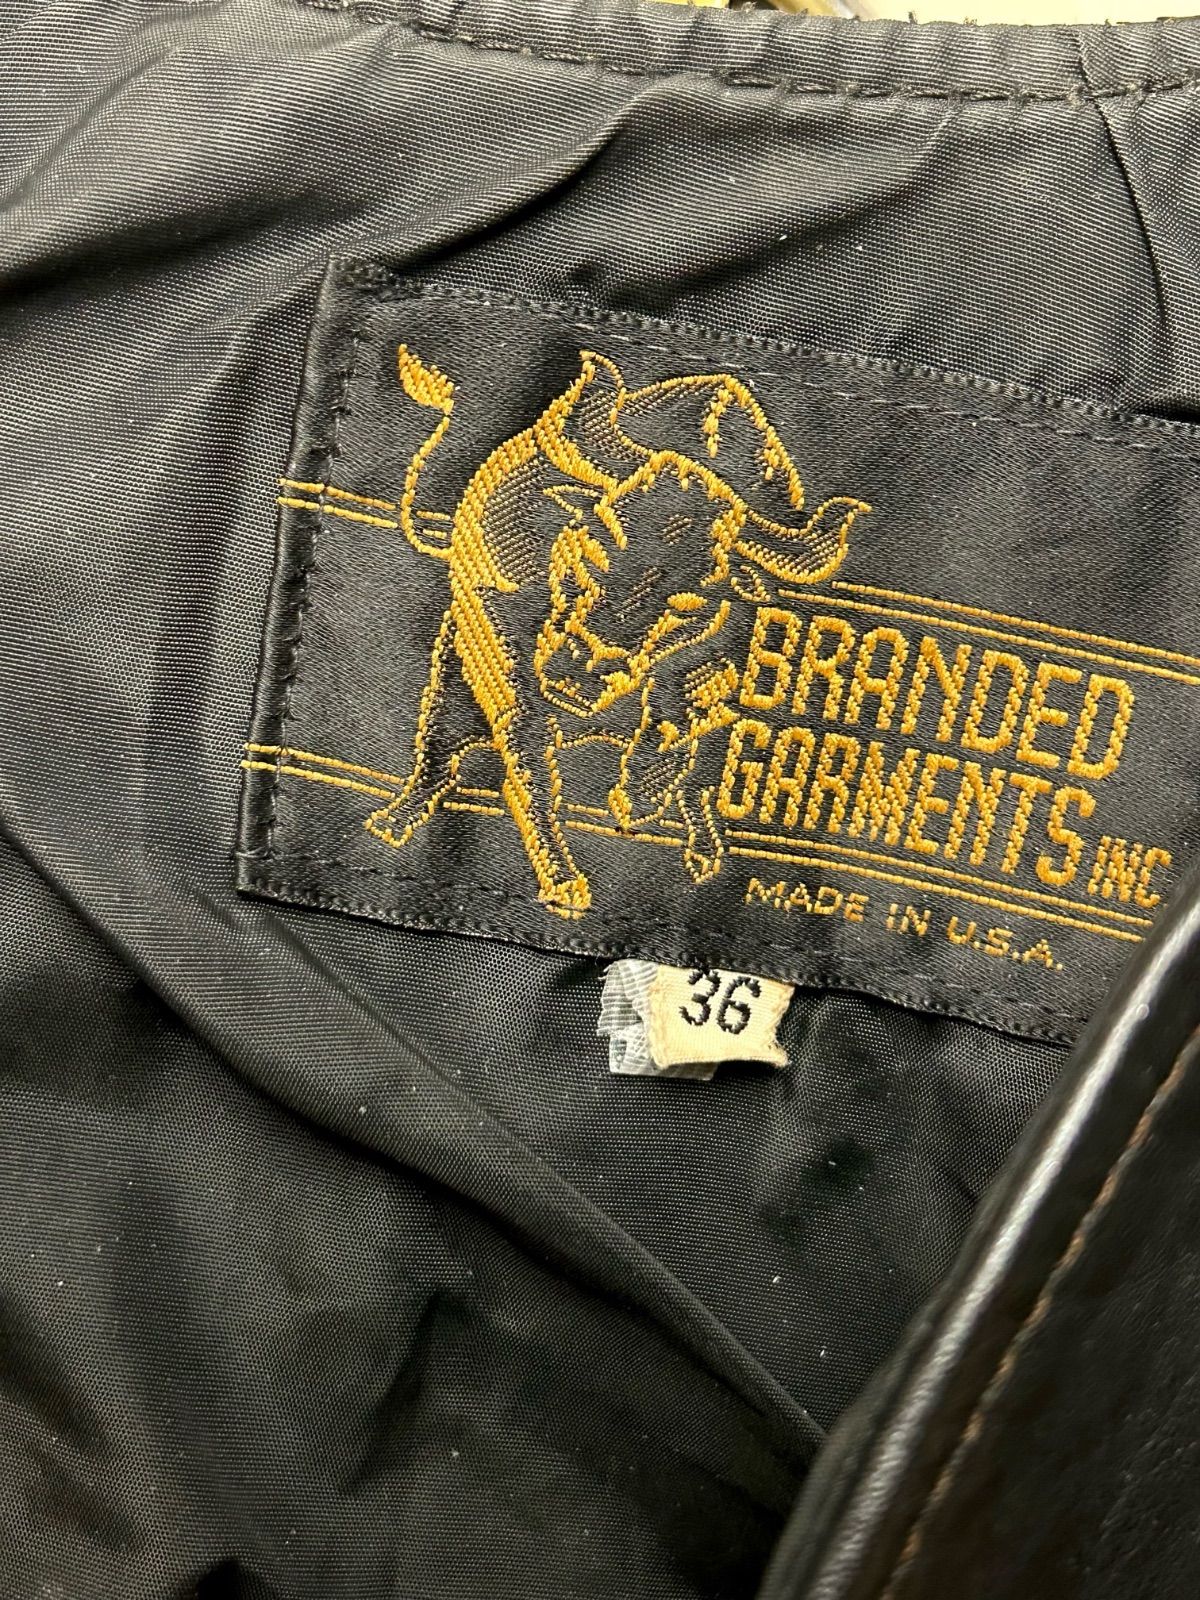 BRANDED
GARMENTS INC
MADE IN U.S.A.
36